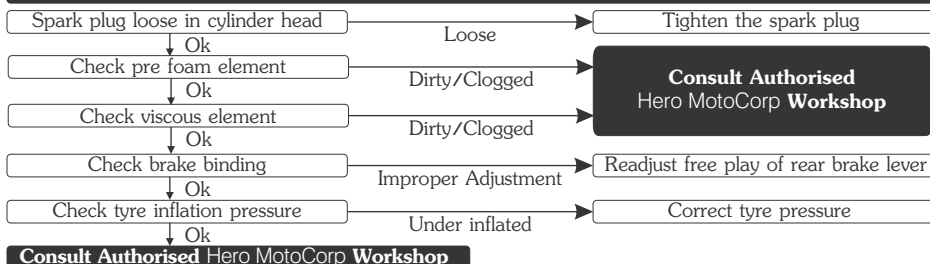 Spark plug loose in cylinder head
Loose
Tighten the spark plug
Ok
Check pre foam element
Dirty/Clogged
Consult Authorised
Hero MotoCorp Workshop
Ok
Check viscous element
Dirty/Clogged
Ok
Check brake binding
Improper Adjustment
Readjust free play of rear brake lever
Ok
Check tyre inflation pressure
Under inflated
Correct tyre pressure
Ok
Consult Authorised Hero MotoCorp Workshop